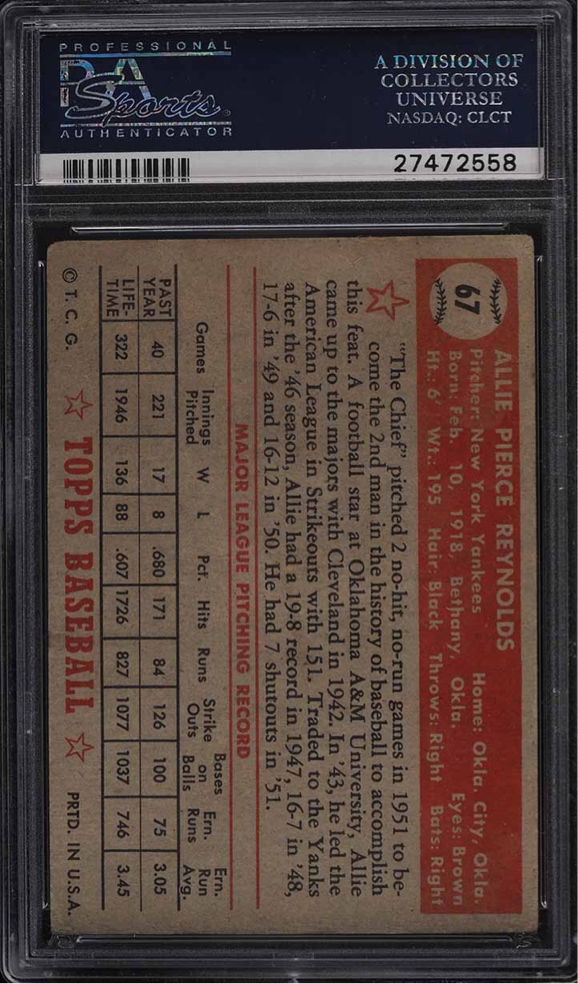 PROFESSIONAL
PSA
Sports
AUTHENTICATOR
A DIVISION OF
COLLECTORS
UNIVERSE
NASDAQ: CLCT
27472558
67
ALLIE PIERCE REYNOLDS
Pitcher: New York Yankees Home: Okla. City, Okla.
Born: Feb. 10, 1918, Bethany, Okla. Eyes: Brown
Ht.: 6' Wt.: 195 Hair: Black Throws: Right Bats: Right
"The Chief" pitched 2 no-hit, no-run games in 1951 to be-
come the 2nd man in the history of baseball to accomplish
this feat. A football star at Oklahoma A&M University, Allie
came up to the majors with Cleveland in 1942. In '43, he led the
American League in Strikeouts with 151. Traded to the Yanks
after the '46 season, Allie had a 19-8 record in 1947, 16-7 in '48,
17-6 in '49 and 16-12 in '50. He had 7 shutouts in '51.
MAJOR LEAGUE PITCHING RECORD
Games Innings Pitched W L Pct. Hits Runs Strike Outs Bases on Balls Ern. Runs Ern. Run Avg.
PAST YEAR 40 221 17 8 .680 171 84 126 100 75 3.05
LIFE-TIME 322 1946 136 88 .607 1726 827 1077 1037 746 3.45
© T. C. G. TOPPS BASEBALL PRTD. IN U.S.A.